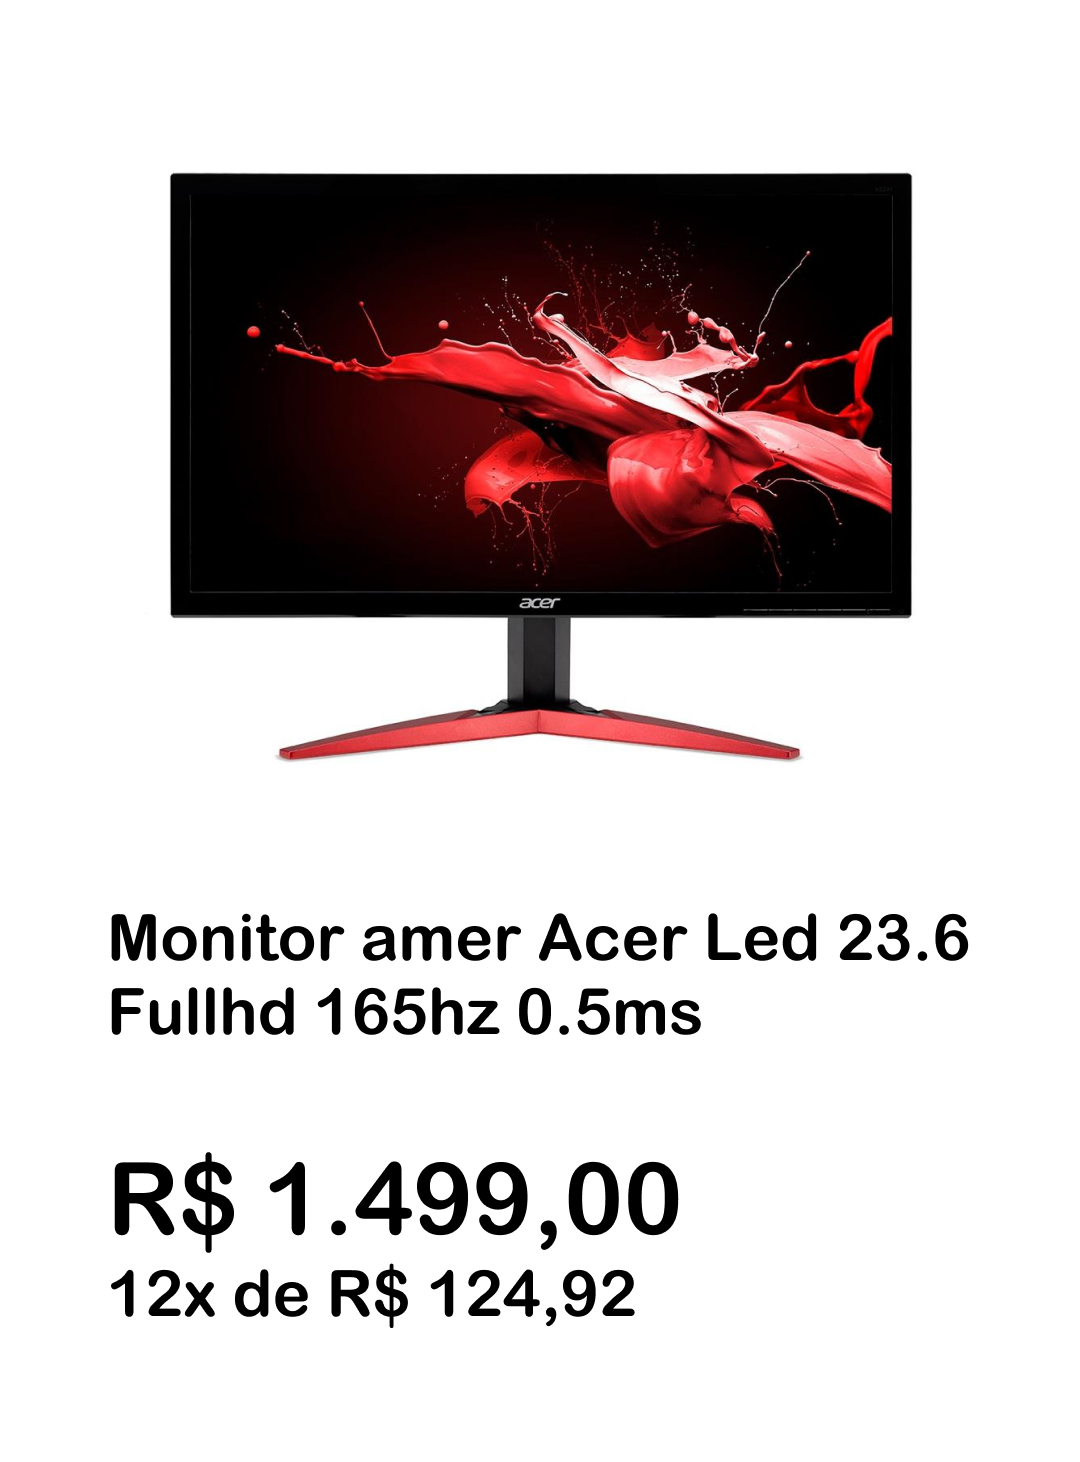 acer
Monitor amer Acer Led 23.6
Fullhd 165hz 0.5ms
R$ 1.499,00
12x de R$ 124,92